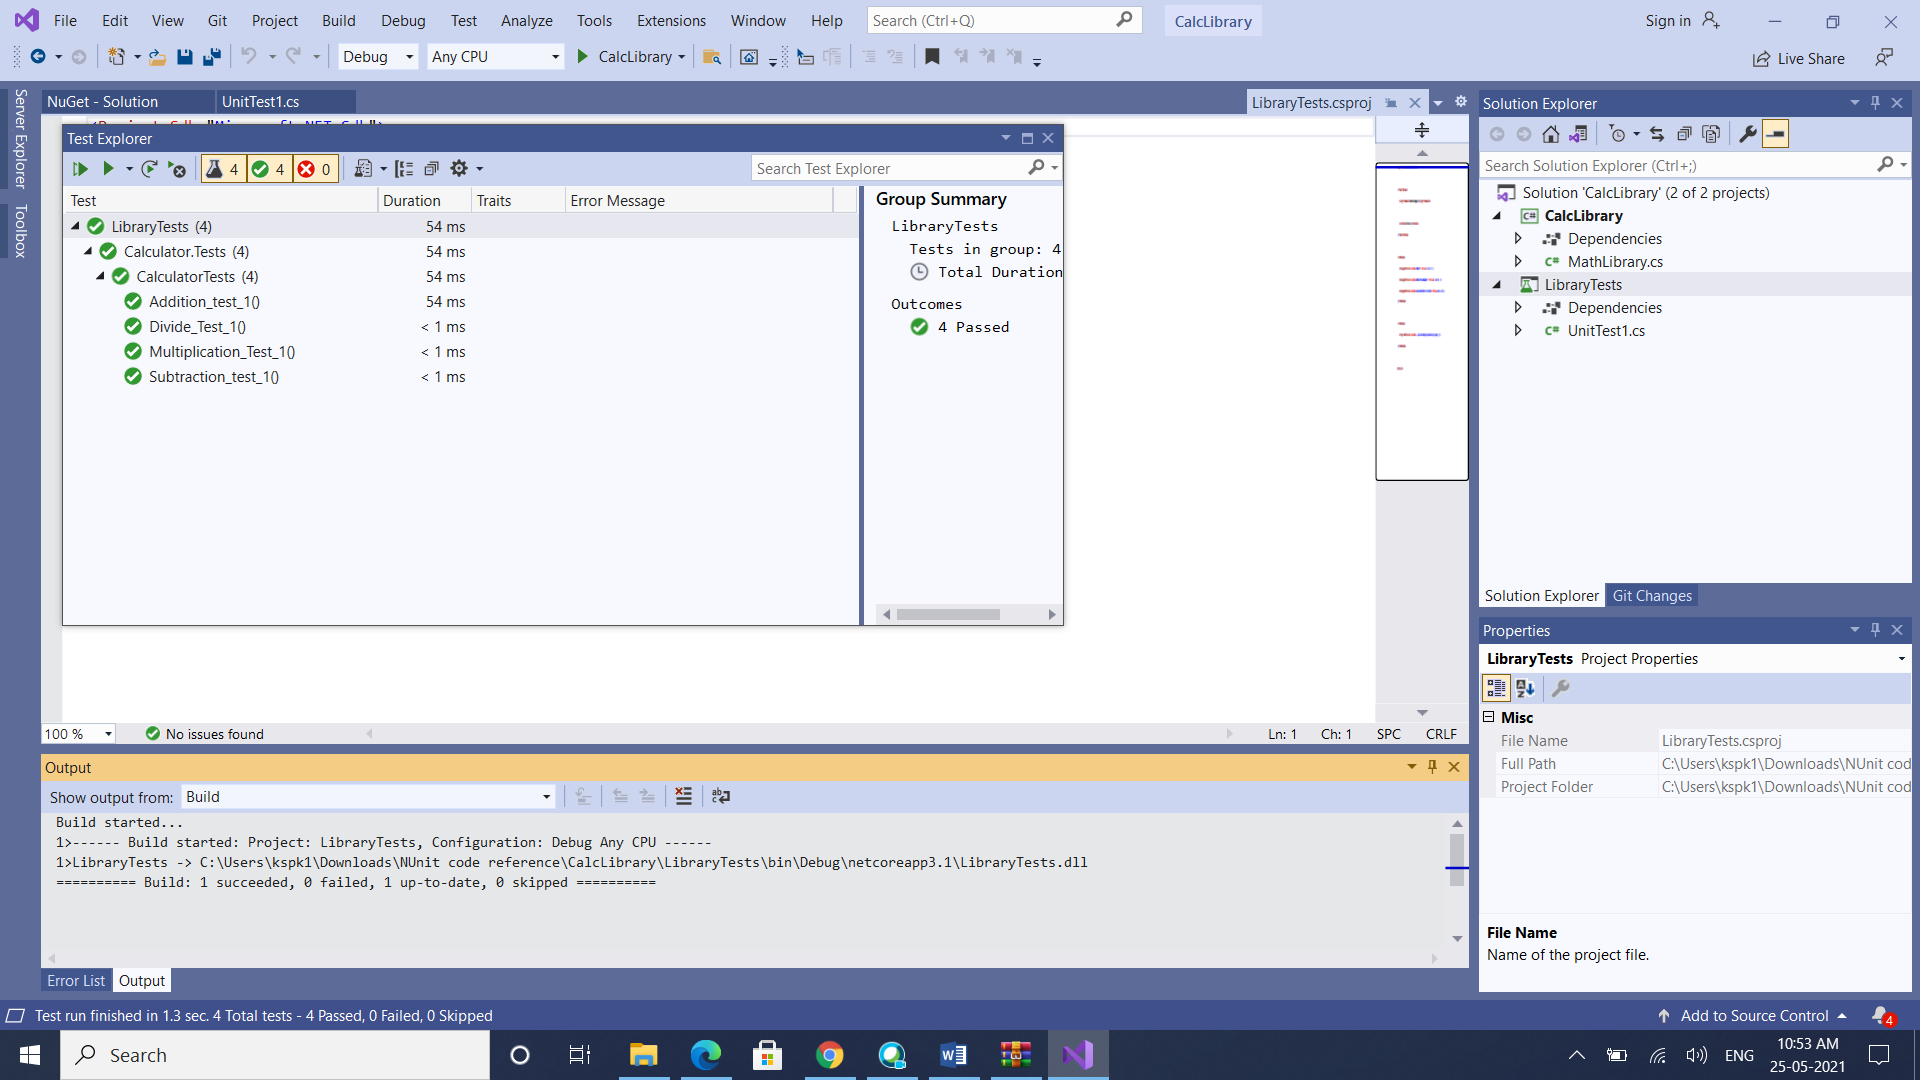 File Edit View Git Project Build Debug Test Analyze Tools Extensions Window Help Search (Ctrl+Q) CalcLibrary Sign in
Debug Any CPU CalcLibrary Live Share
Server Explorer
Toolbox
NuGet - Solution UnitTest1.cs LibraryTests.csproj
Test Explorer
4 4 0 Search Test Explorer
Test Duration Traits Error Message
LibraryTests (4) 54 ms
Calculator.Tests (4) 54 ms
CalculatorTests (4) 54 ms
Addition_test_1() 54 ms
Divide_Test_1() < 1 ms
Multiplication_Test_1() < 1 ms
Subtraction_test_1() < 1 ms
Group Summary
LibraryTests
Tests in group: 4
Total Duration
Outcomes
4 Passed
100 % No issues found Ln: 1 Ch: 1 SPC CRLF
Output
Show output from: Build
Build started...
1>------ Build started: Project: LibraryTests, Configuration: Debug Any CPU ------
1>LibraryTests -> C:\Users\kspk1\Downloads\NUnit code reference\CalcLibrary\LibraryTests\bin\Debug\netcoreapp3.1\LibraryTests.dll
========== Build: 1 succeeded, 0 failed, 1 up-to-date, 0 skipped ==========
Error List Output
Solution Explorer
Search Solution Explorer (Ctrl+;)
Solution 'CalcLibrary' (2 of 2 projects)
C# CalcLibrary
Dependencies
C# MathLibrary.cs
LibraryTests
Dependencies
C# UnitTest1.cs
Solution Explorer Git Changes
Properties
LibraryTests Project Properties
Misc
File Name LibraryTests.csproj
Full Path C:\Users\kspk1\Downloads\NUnit cod
Project Folder C:\Users\kspk1\Downloads\NUnit cod
File Name
Name of the project file.
Test run finished in 1.3 sec. 4 Total tests - 4 Passed, 0 Failed, 0 Skipped Add to Source Control 4
Search ENG 10:53 AM
25-05-2021